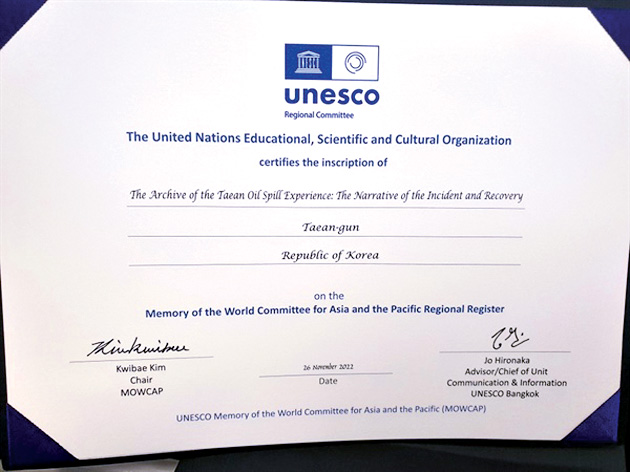 unesco
Regional Committee
The United Nations Educational, Scientific and Cultural Organization
certifies the inscription of
The Archive of the Taean Oil Spill Experience: The Narrative of the Incident and Recovery
Taean-gun
Republic of Korea
on the
Memory of the World Committee for Asia and the Pacific Regional Register
Kwibae Kim
Chair
MOWCAP
26 November 2022
Date
Jo Hironaka
Advisor/Chief of Unit
Communication & Information
UNESCO Bangkok
UNESCO Memory of the World Committee for Asia and the Pacific (MOWCAP)